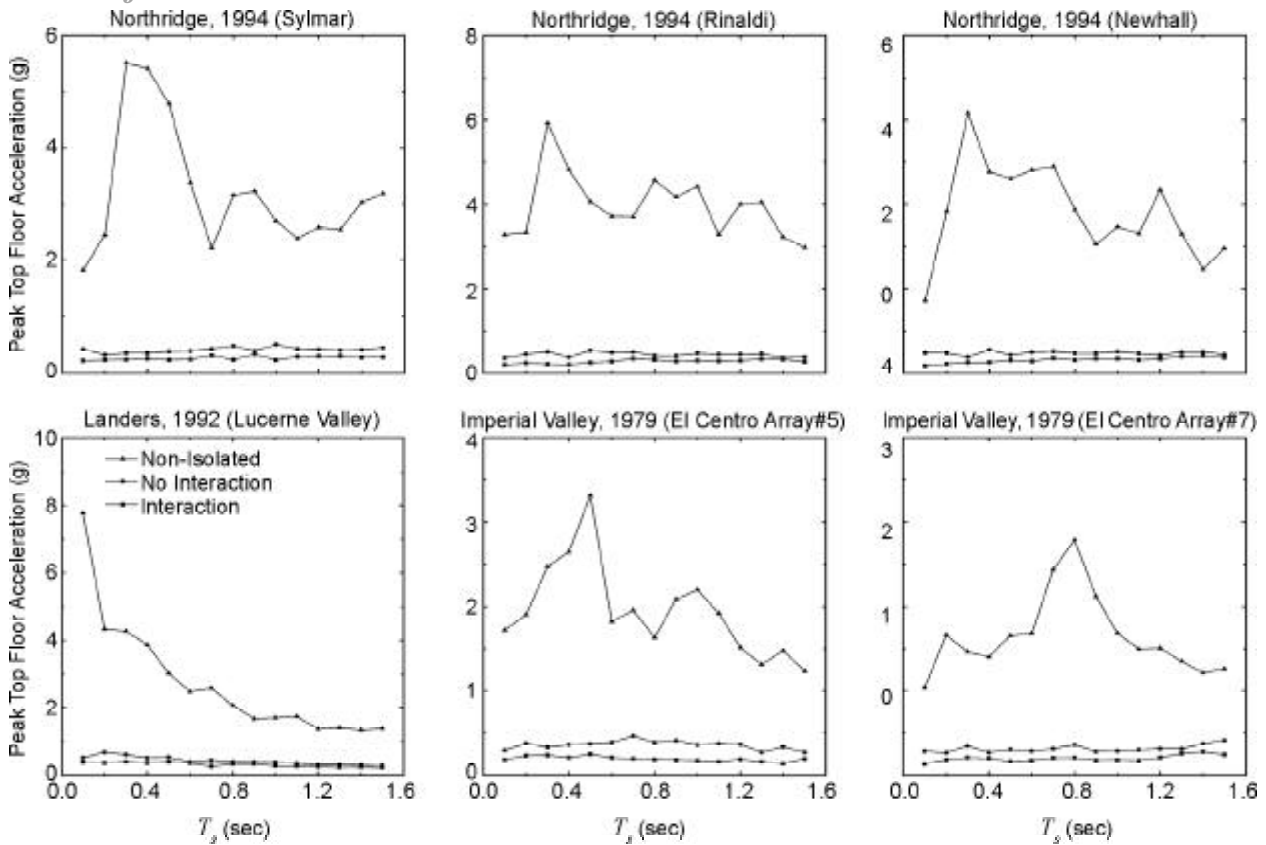 Northridge, 1994 (Sylmar)
Northridge, 1994 (Rinaldi)
Northridge, 1994 (Newhall)
Peak Top Floor Acceleration (g)
6
4
2
0
8
6
4
2
0
6
4
2
0
4
Landers, 1992 (Lucerne Valley)
Imperial Valley, 1979 (El Centro Array#5)
Imperial Valley, 1979 (El Centro Array#7)
Peak Top Floor Acceleration (g)
10
8
6
4
2
0
Non-Isolated
No Interaction
Interaction
4
3
2
1
0
3
2
1
0
0.0 0.4 0.8 1.2 1.6
0.0 0.4 0.8 1.2 1.6
0.0 0.4 0.8 1.2 1.6
T_s (sec)
T_s (sec)
T_s (sec)